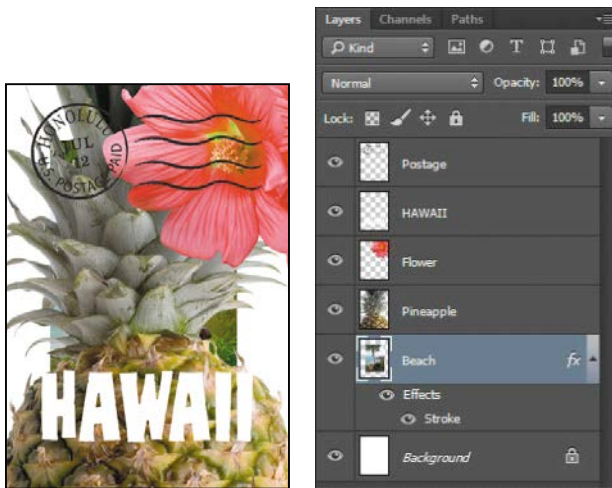 HONOLULU
JUL
12
U.S. POSTAGE PAID
HAWAII
Layers Channels Paths
Kind
Normal Opacity: 100%
Lock: Fill: 100%
Postage
HAWAII
Flower
Pineapple
Beach fx
Effects
Stroke
Background